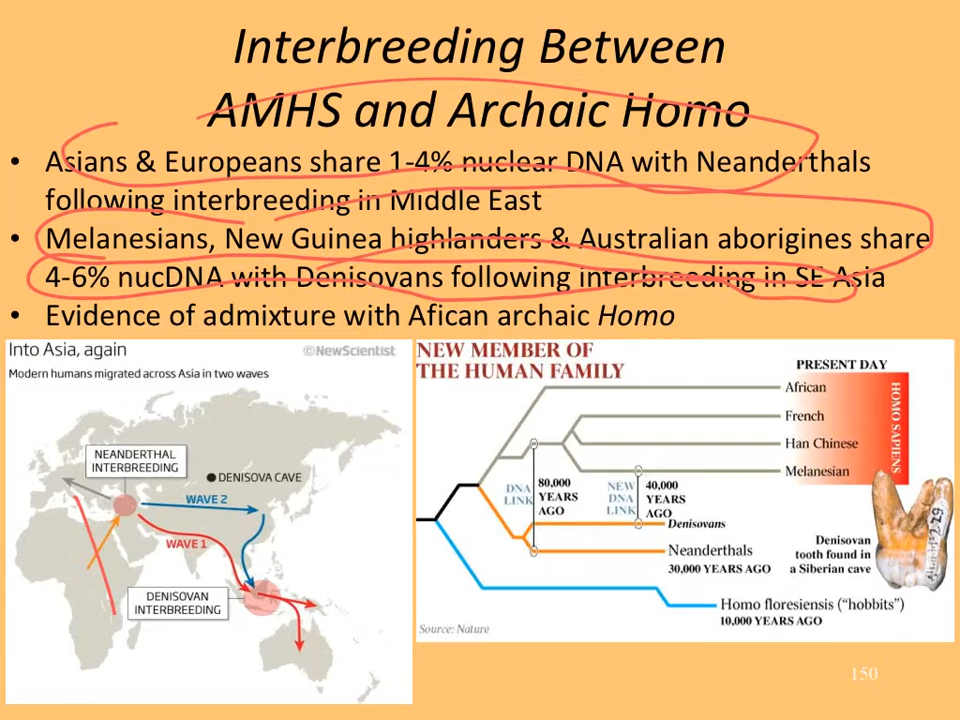 Interbreeding Between
AMHS and Archaic Homo
• Asians & Europeans share 1-4% nuclear DNA with Neanderthals
following interbreeding in Middle East
• Melanesians, New Guinea highlanders & Australian aborigines share
4-6% nucDNA with Denisovans following interbreeding in SE Asia
• Evidence of admixture with Afican archaic Homo
Into Asia, again
©NewScientist
Modern humans migrated across Asia in two waves
NEANDERTHAL
INTERBREEDING
DENISOVA CAVE
WAVE 2
WAVE 1
DENISOVAN
INTERBREEDING
NEW MEMBER OF
THE HUMAN FAMILY
PRESENT DAY
African
French
Han Chinese
Melanesian
HOMO SAPIENS
DNA
LINK
80,000
YEARS
AGO
NEW
DNA
LINK
40,000
YEARS
AGO
Denisovans
Neanderthals
30,000 YEARS AGO
Denisovan
tooth found in
a Siberian cave
Homo floresiensis ("hobbits")
10,000 YEARS AGO
Source: Nature
150